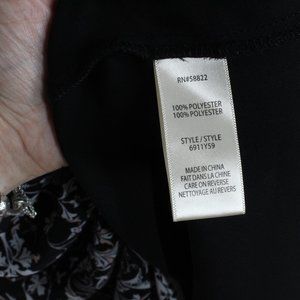 RN#58822
100% POLYESTER
100% POLYESTER
STYLE / STYLE
6911Y59
MADE IN CHINA
FAIT DANS LA CHINE
CARE ON REVERSE
NETTOYAGE AU REVERS